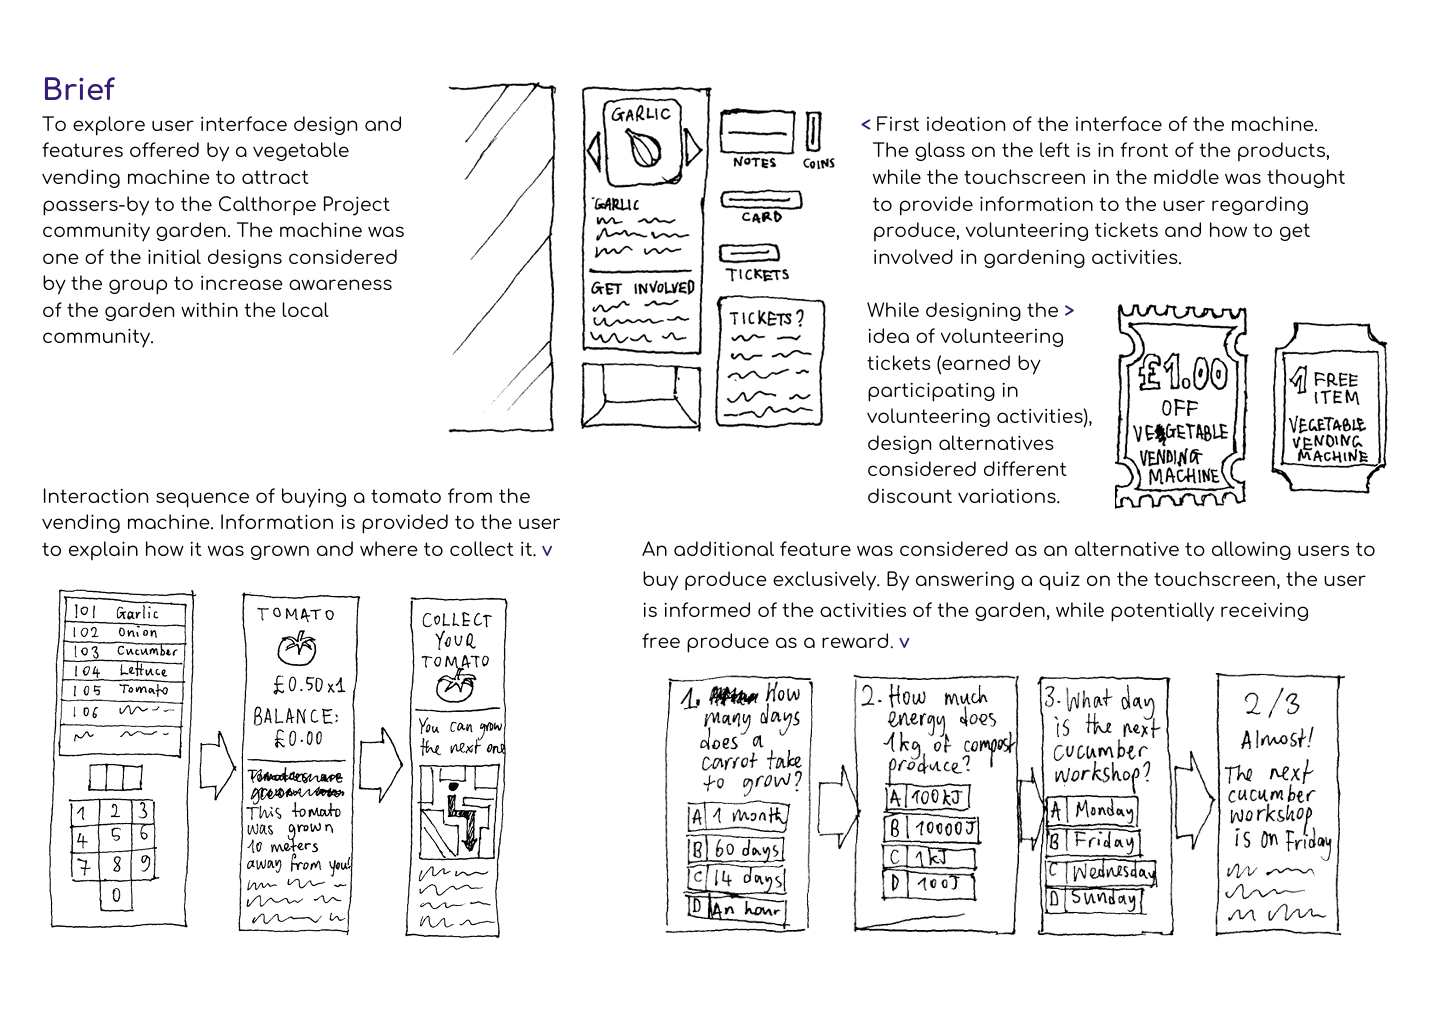 Brief
To explore user interface design and
features offered by a vegetable
vending machine to attract
passers-by to the Calthorpe Project
community garden. The machine was
one of the initial designs considered
by the group to increase awareness
of the garden within the local
community.
GARLIC
GARLIC
GET INVOLVED
NOTES
COINS
CARD
TICKETS
TICKETS?
< First ideation of the interface of the machine.
The glass on the left is in front of the products,
while the touchscreen in the middle was thought
to provide information to the user regarding
produce, volunteering tickets and how to get
involved in gardening activities.
While designing the >
idea of volunteering
tickets (earned by
participating in
volunteering activities),
design alternatives
considered different
discount variations.
£1.00
OFF
VEGETABLE
VENDING
MACHINE
1 FREE
ITEM
VEGETABLE
VENDING
MACHINE
Interaction sequence of buying a tomato from the
vending machine. Information is provided to the user
to explain how it was grown and where to collect it. v
101 Garlic
102 Onion
103 Cucumber
104 Lettuce
105 Tomato
106
1 2 3
4 5 6
7 8 9
0
TOMATO
£0.50 x1
BALANCE:
£0.00
This tomato
was grown
10 meters
away from you!
COLLECT
YOUR
TOMATO
You can grow
the next one
An additional feature was considered as an alternative to allowing users to
buy produce exclusively. By answering a quiz on the touchscreen, the user
is informed of the activities of the garden, while potentially receiving
free produce as a reward. v
1. How
many days
does a
carrot take
to grow?
A 1 month
B 60 days
C 14 days
D An hour
2. How much
energy does
1kg of compost
produce?
A 100kJ
B 10000J
C 1kJ
D 100J
3. What day
is the next
cucumber
workshop?
A Monday
B Friday
C Wednesday
D Sunday
2/3
Almost!
The next
cucumber
workshop
is on Friday